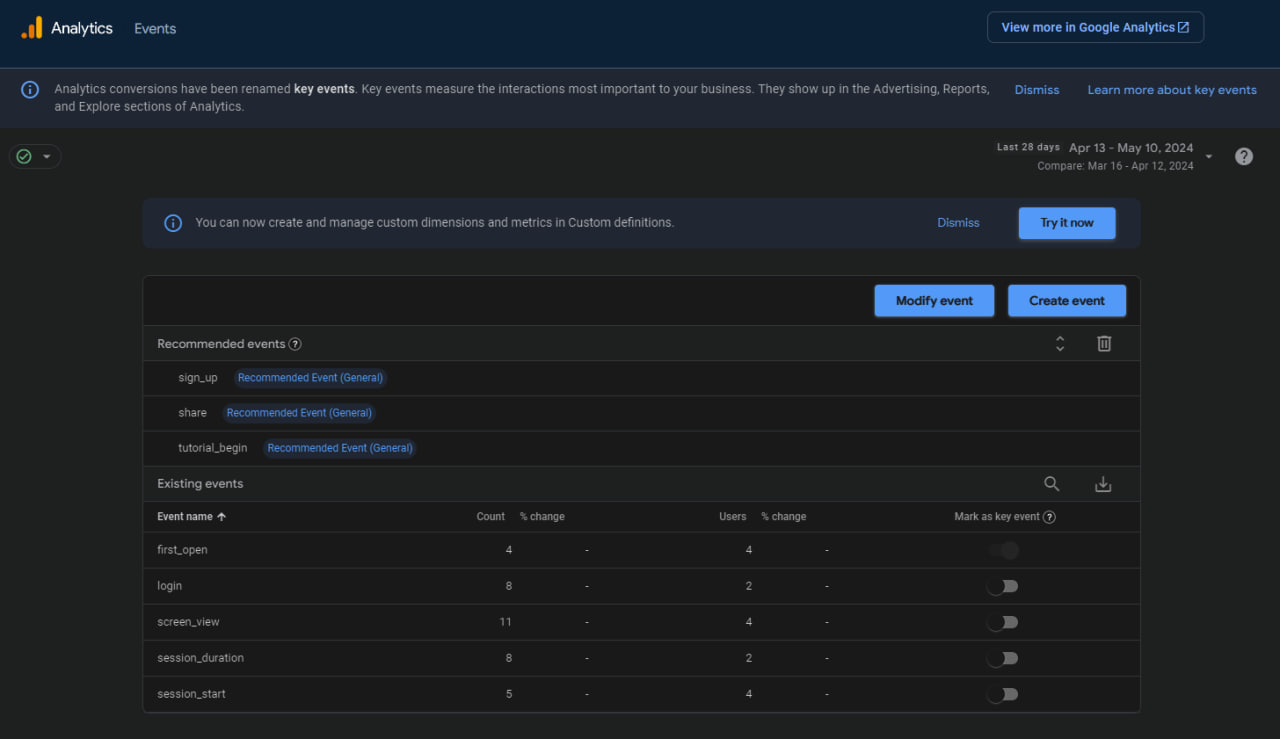 Analytics Events View more in Google Analytics
Analytics conversions have been renamed key events. Key events measure the interactions most important to your business. They show up in the Advertising, Reports,
and Explore sections of Analytics.
Dismiss Learn more about key events
Last 28 days Apr 13 - May 10, 2024
Compare: Mar 16 - Apr 12, 2024
You can now create and manage custom dimensions and metrics in Custom definitions. Dismiss Try it now
Modify event Create event
Recommended events
sign_up Recommended Event (General)
share Recommended Event (General)
tutorial_begin Recommended Event (General)
Existing events
Event name Count % change Users % change Mark as key event
first_open 4 - 4 -
login 8 - 2 -
screen_view 11 - 4 -
session_duration 8 - 2 -
session_start 5 - 4 -